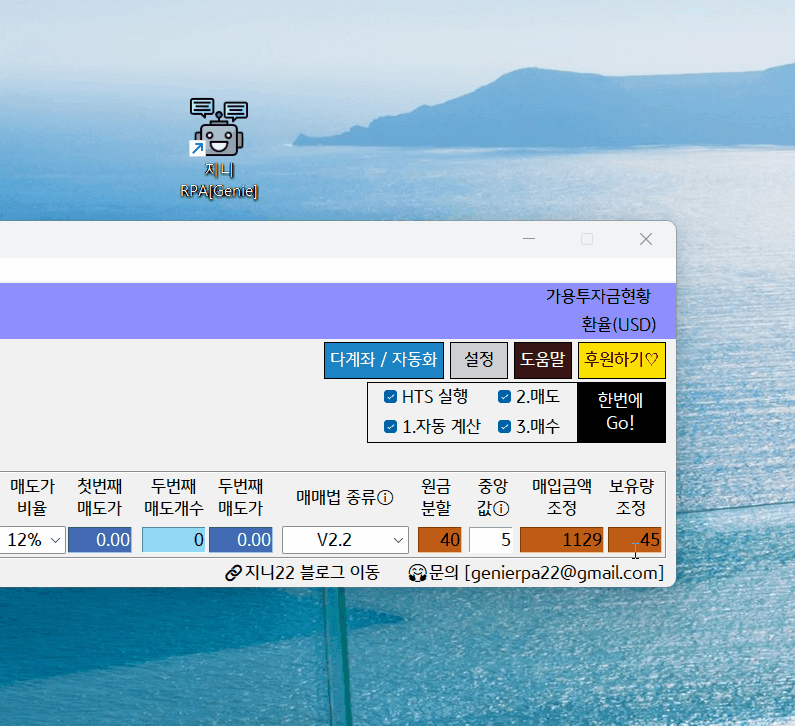 지니
RPA[Genie]
가용투자금현황
환율(USD)
다계좌 / 자동화 설정 도움말 후원하기♡
HTS 실행 2.매도
1.자동 계산 3.매수
한번에
Go!
매도가
비율
첫번째
매도가
두번째
매도개수
두번째
매도가
매매법 종류ⓘ
원금
분할
중앙
값ⓘ
매입금액
조정
보유량
조정
12% 0.00 0 0.00 V2.2 40 5 1129 45
지니22 블로그 이동 문의 [genierpa22@gmail.com]